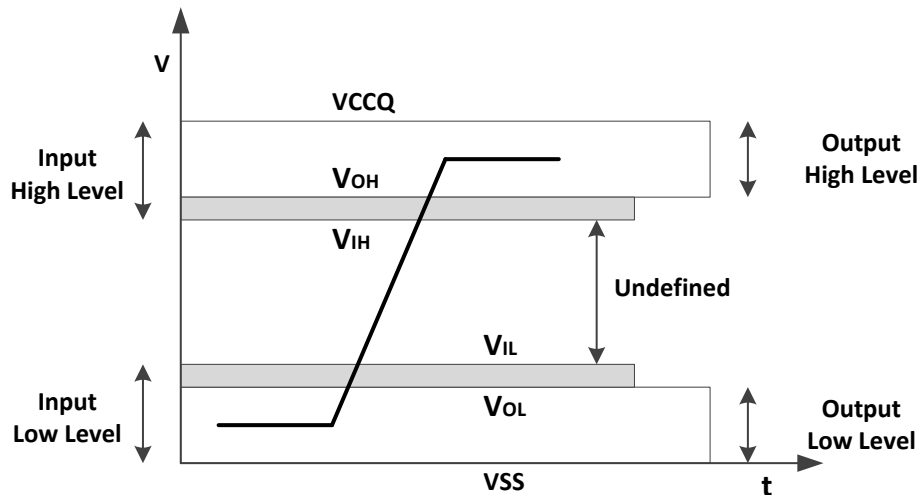 V
VCCQ
Input
High Level
Output
High Level
VOH
VIH
Undefined
VIL
Input
Low Level
VOL
Output
Low Level
VSS
t